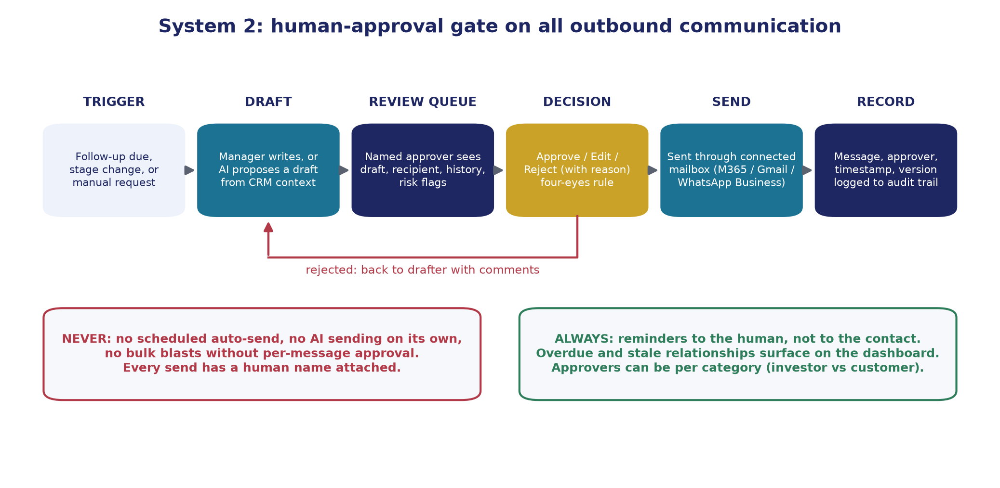 System 2: human-approval gate on all outbound communication
TRIGGER
Follow-up due,
stage change, or
manual request
DRAFT
Manager writes, or
AI proposes a draft
from CRM context
REVIEW QUEUE
Named approver sees
draft, recipient, history,
risk flags
DECISION
Approve / Edit /
Reject (with reason)
four-eyes rule
SEND
Sent through connected
mailbox (M365 / Gmail /
WhatsApp Business)
RECORD
Message, approver,
timestamp, version
logged to audit trail
rejected: back to drafter with comments
NEVER: no scheduled auto-send, no AI sending on its own,
no bulk blasts without per-message approval.
Every send has a human name attached.
ALWAYS: reminders to the human, not to the contact.
Overdue and stale relationships surface on the dashboard.
Approvers can be per category (investor vs customer).